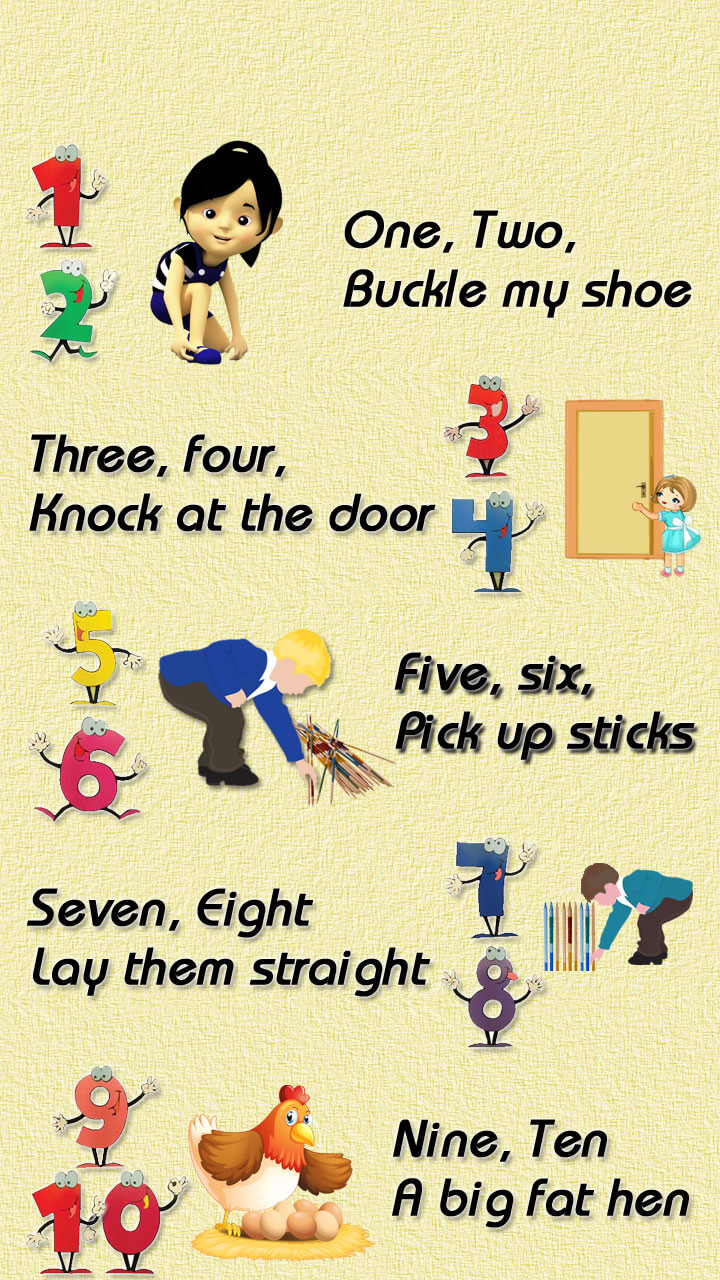 1
2
One, Two,
Buckle my shoe
Three, four,
Knock at the door
3
4
5
6
Five, six,
Pick up sticks
Seven, Eight
Lay them straight
7
8
9
10
Nine, Ten
A big fat hen